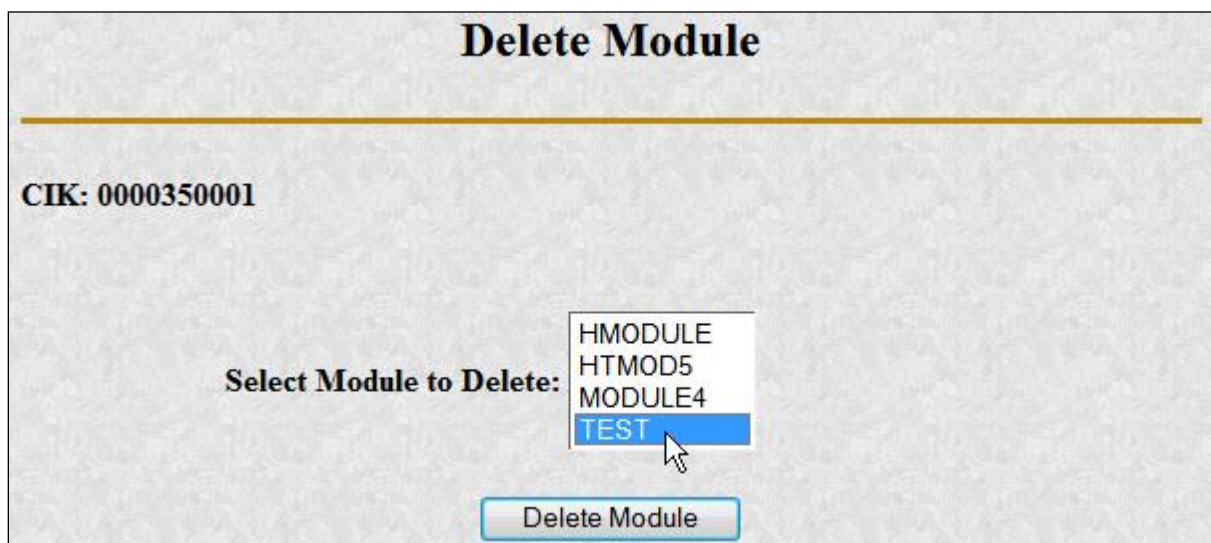 Delete Module
CIK: 0000350001
Select Module to Delete:
HMODULE
HTMOD5
MODULE4
TEST
Delete Module